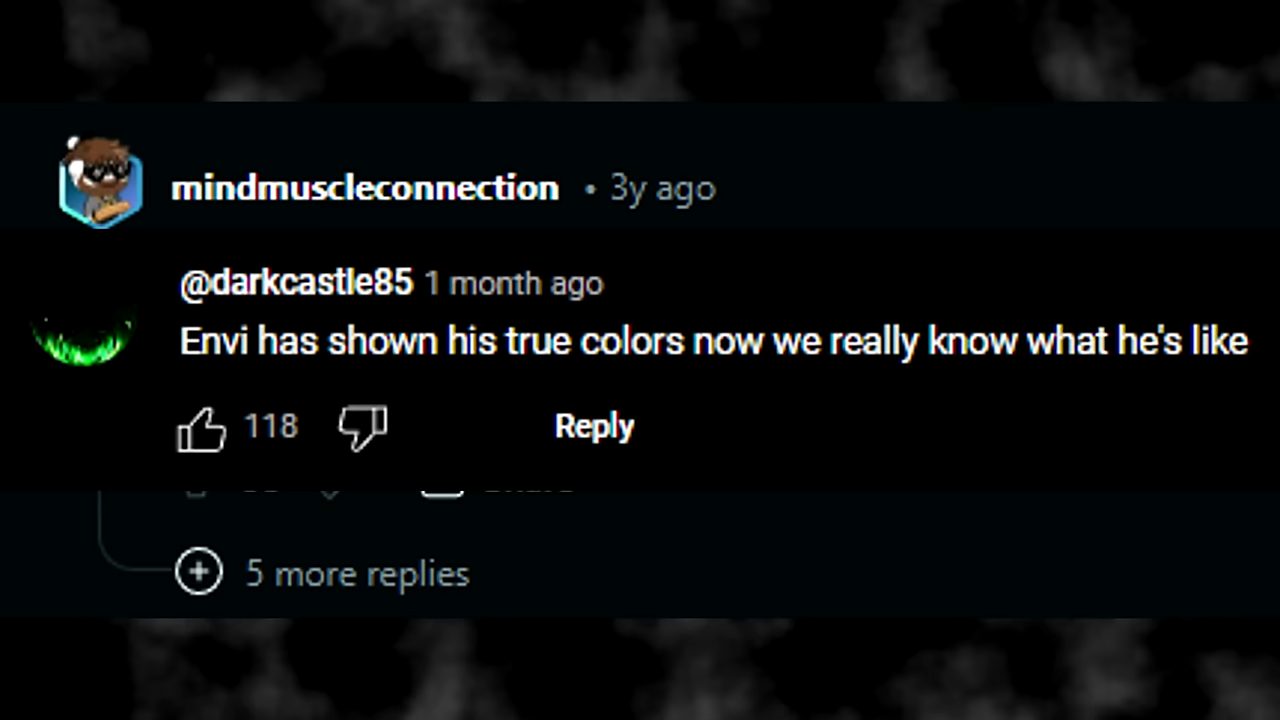 mindmuscleconnection • 3y ago
@darkcastle85 1 month ago
Envi has shown his true colors now we really know what he's like
118 Reply
5 more replies